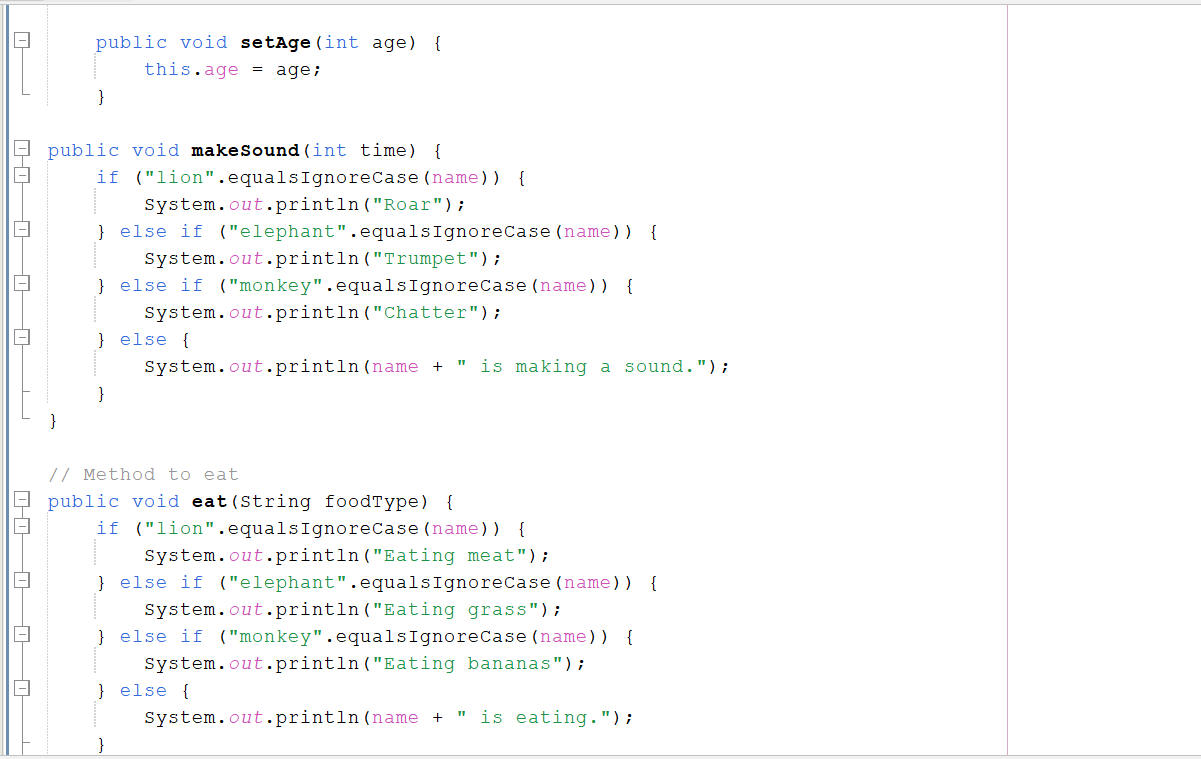 public void setAge(int age) {
        this.age = age;
    }

public void makeSound(int time) {
    if ("lion".equalsIgnoreCase(name)) {
        System.out.println("Roar");
    } else if ("elephant".equalsIgnoreCase(name)) {
        System.out.println("Trumpet");
    } else if ("monkey".equalsIgnoreCase(name)) {
        System.out.println("Chatter");
    } else {
        System.out.println(name + " is making a sound.");
    }
}

// Method to eat
public void eat(String foodType) {
    if ("lion".equalsIgnoreCase(name)) {
        System.out.println("Eating meat");
    } else if ("elephant".equalsIgnoreCase(name)) {
        System.out.println("Eating grass");
    } else if ("monkey".equalsIgnoreCase(name)) {
        System.out.println("Eating bananas");
    } else {
        System.out.println(name + " is eating.");
    }